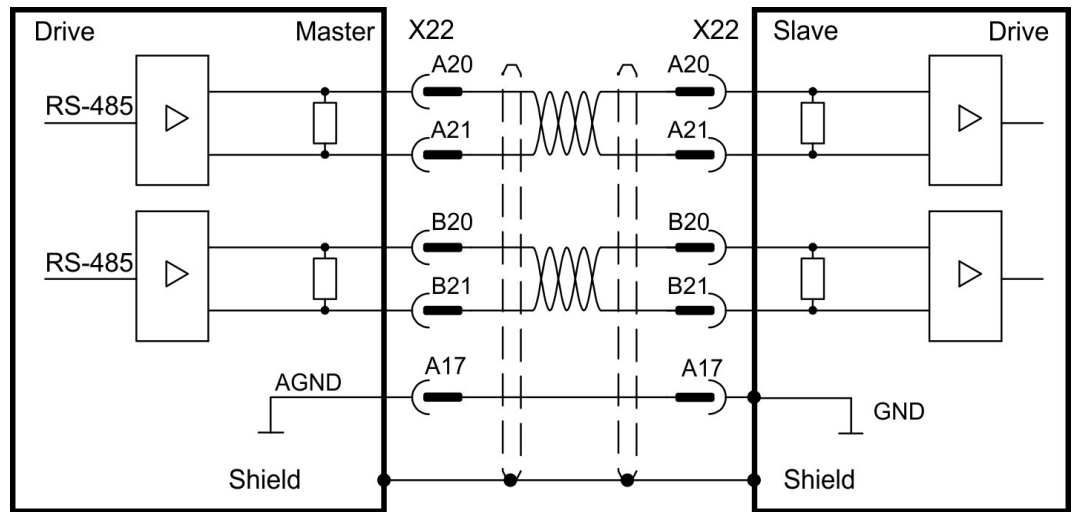 Drive Master X22 X22 Slave Drive
A20 A20
RS-485
A21 A21
B20 B20
RS-485
B21 B21
A17 A17
AGND
GND
Shield Shield